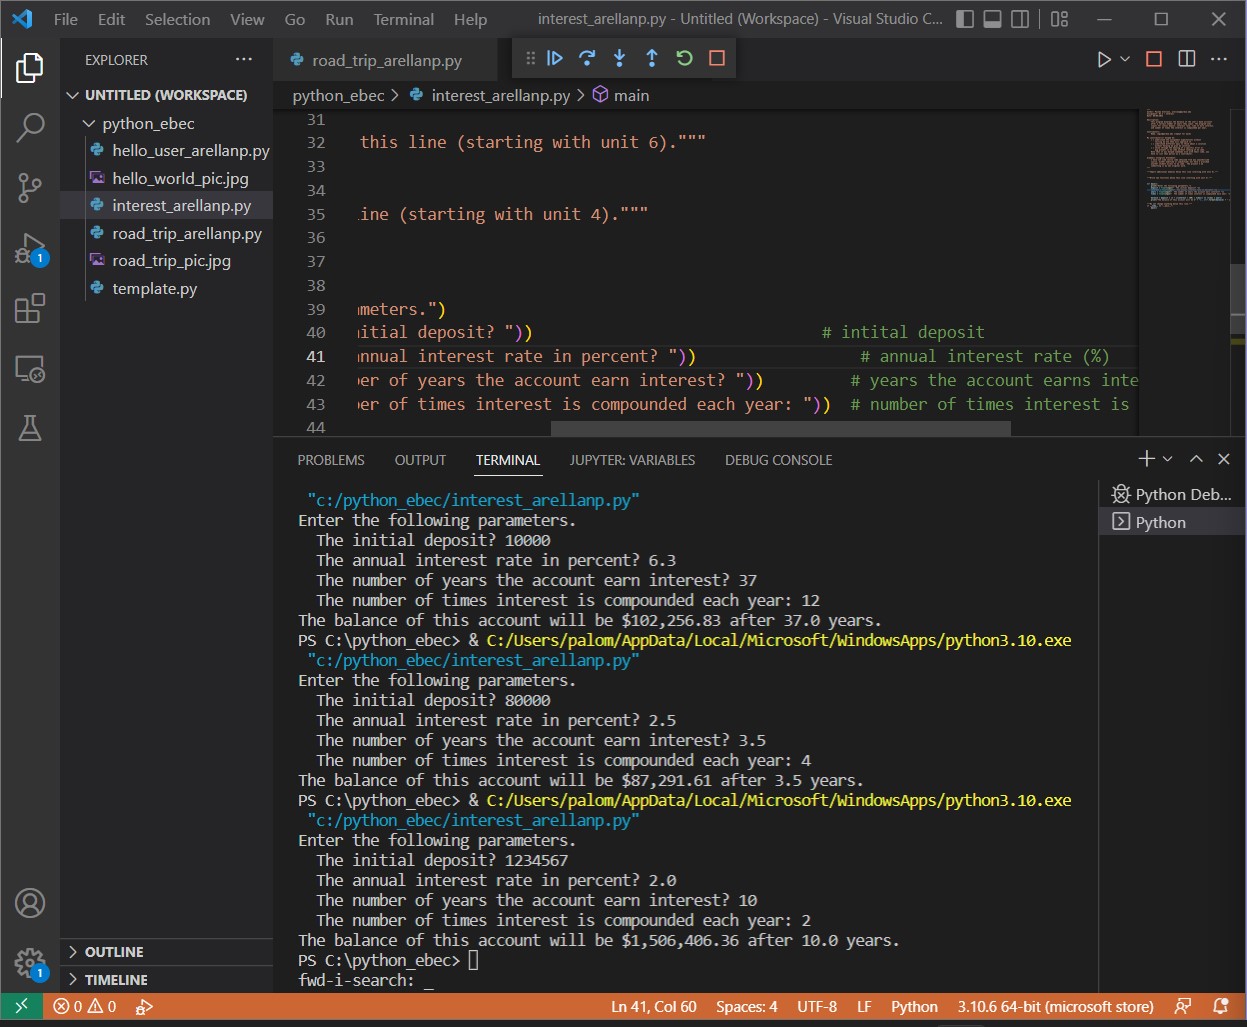 File Edit Selection View Go Run Terminal Help interest_arellanp.py - Untitled (Workspace) - Visual Studio C...
EXPLORER
UNTITLED (WORKSPACE)
python_ebec
hello_user_arellanp.py
hello_world_pic.jpg
interest_arellanp.py
road_trip_arellanp.py
road_trip_pic.jpg
template.py
OUTLINE
TIMELINE
1
1
road_trip_arellanp.py
python_ebec > interest_arellanp.py > main
31
32 this line (starting with unit 6)."""
33
34
35 line (starting with unit 4)."""
36
37
38
39 ameters.")
40 nitial deposit? ")) # intital deposit
41 annual interest rate in percent? ")) # annual interest rate (%)
42 ber of years the account earn interest? ")) # years the account earns inte
43 ber of times interest is compounded each year: ")) # number of times interest is
44
PROBLEMS OUTPUT TERMINAL JUPYTER: VARIABLES DEBUG CONSOLE
Python Deb...
Python
"c:/python_ebec/interest_arellanp.py"
Enter the following parameters.
The initial deposit? 10000
The annual interest rate in percent? 6.3
The number of years the account earn interest? 37
The number of times interest is compounded each year: 12
The balance of this account will be $102,256.83 after 37.0 years.
PS C:\python_ebec> & C:/Users/palom/AppData/Local/Microsoft/WindowsApps/python3.10.exe
"c:/python_ebec/interest_arellanp.py"
Enter the following parameters.
The initial deposit? 80000
The annual interest rate in percent? 2.5
The number of years the account earn interest? 3.5
The number of times interest is compounded each year: 4
The balance of this account will be $87,291.61 after 3.5 years.
PS C:\python_ebec> & C:/Users/palom/AppData/Local/Microsoft/WindowsApps/python3.10.exe
"c:/python_ebec/interest_arellanp.py"
Enter the following parameters.
The initial deposit? 1234567
The annual interest rate in percent? 2.0
The number of years the account earn interest? 10
The number of times interest is compounded each year: 2
The balance of this account will be $1,506,406.36 after 10.0 years.
PS C:\python_ebec>
fwd-i-search: _
0 0 Ln 41, Col 60 Spaces: 4 UTF-8 LF Python 3.10.6 64-bit (microsoft store)